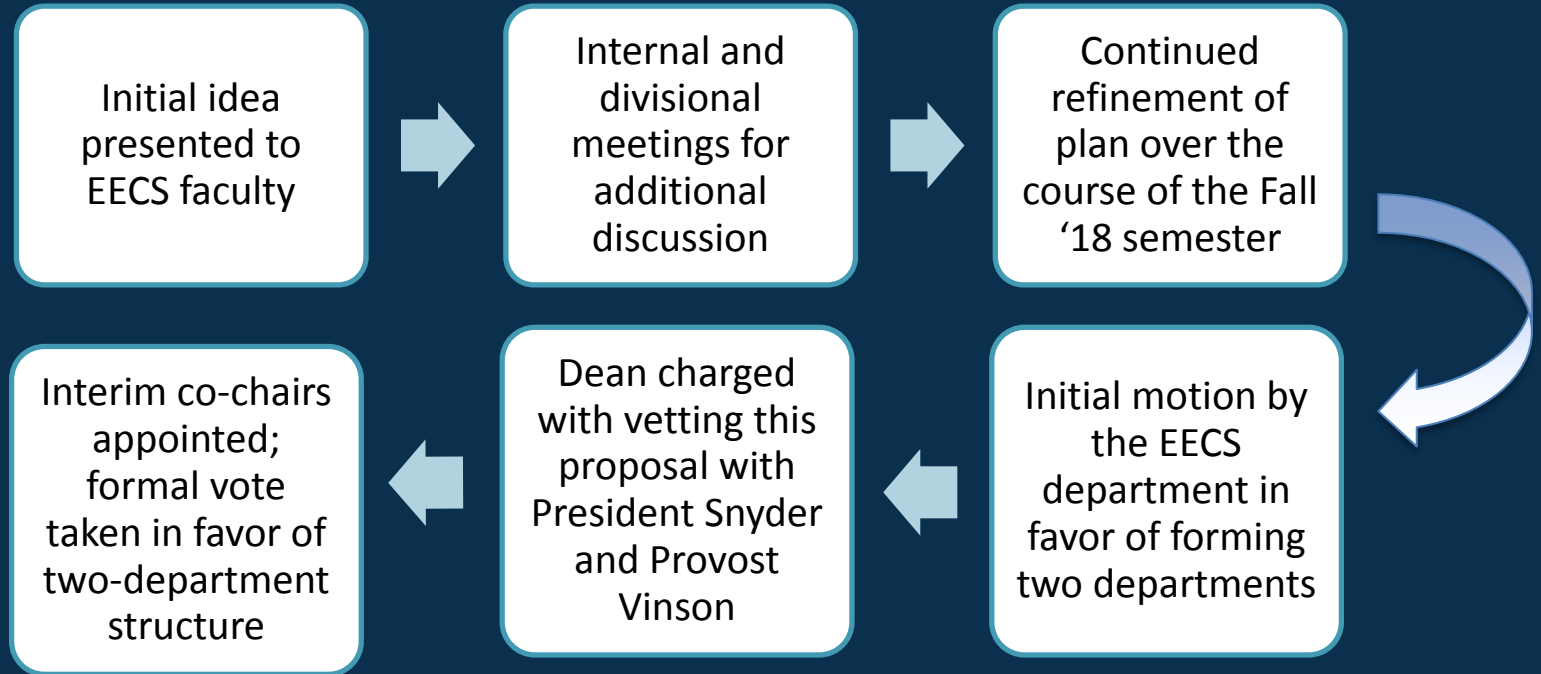 Initial idea
presented to
EECS faculty
Internal and
divisional
meetings for
additional
discussion
Continued
refinement of
plan over the
course of the Fall
‘18 semester
Initial motion by
the EECS
department in
favor of forming
two departments
Dean charged
with vetting this
proposal with
President Snyder
and Provost
Vinson
Interim co-chairs
appointed;
formal vote
taken in favor of
two-department
structure